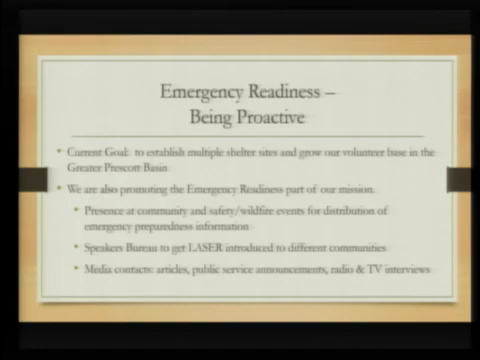 Emergency Readiness –
Being Proactive
• Current Goal: to establish multiple shelter sites and grow our volunteer base in the
Greater Prescott Basin
• We are also promoting the Emergency Readiness part of our mission.
• Presence at community and safety/wildfire events for distribution of
emergency preparedness information
• Speakers Bureau to get LASER introduced to different communities
• Media contacts: articles, public service announcements, radio & TV interviews